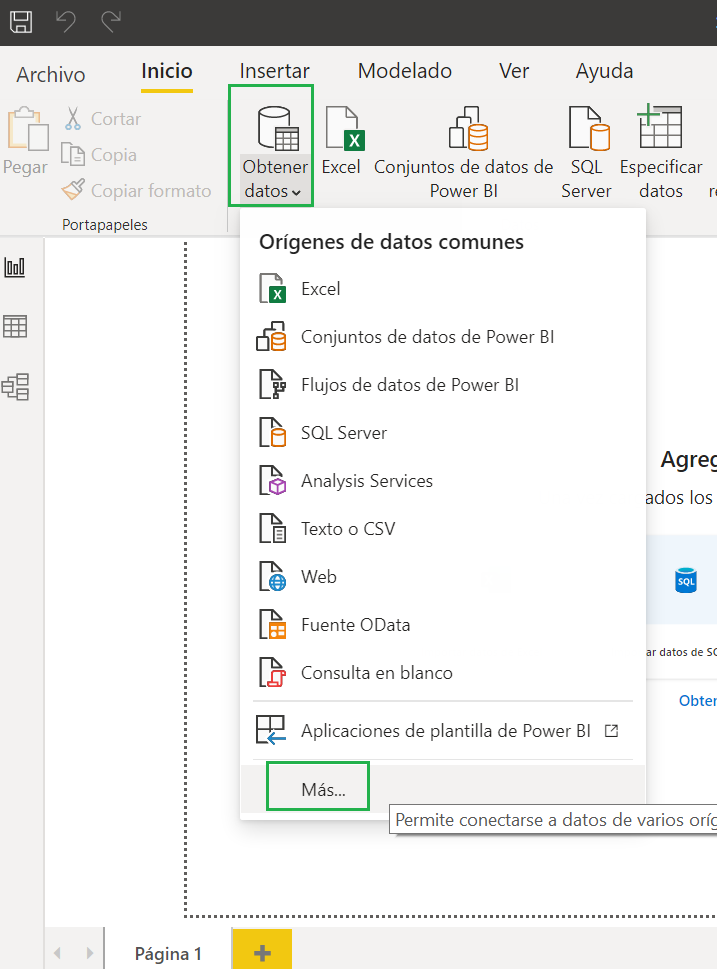 Archivo
Inicio
Insertar
Modelado
Ver
Ayuda
Pegar
Cortar
Copia
Copiar formato
Portapapeles
Obtener
datos
Excel
Conjuntos de datos de
Power BI
SQL
Server
Especificar
datos
Orígenes de datos comunes
Excel
Conjuntos de datos de Power BI
Flujos de datos de Power BI
SQL Server
Analysis Services
Texto o CSV
Web
Fuente OData
Consulta en blanco
Aplicaciones de plantilla de Power BI
Más...
Permite conectarse a datos de varios oríg
Agreg
ados los
SQL
ar datos de SQ
Obter
Página 1